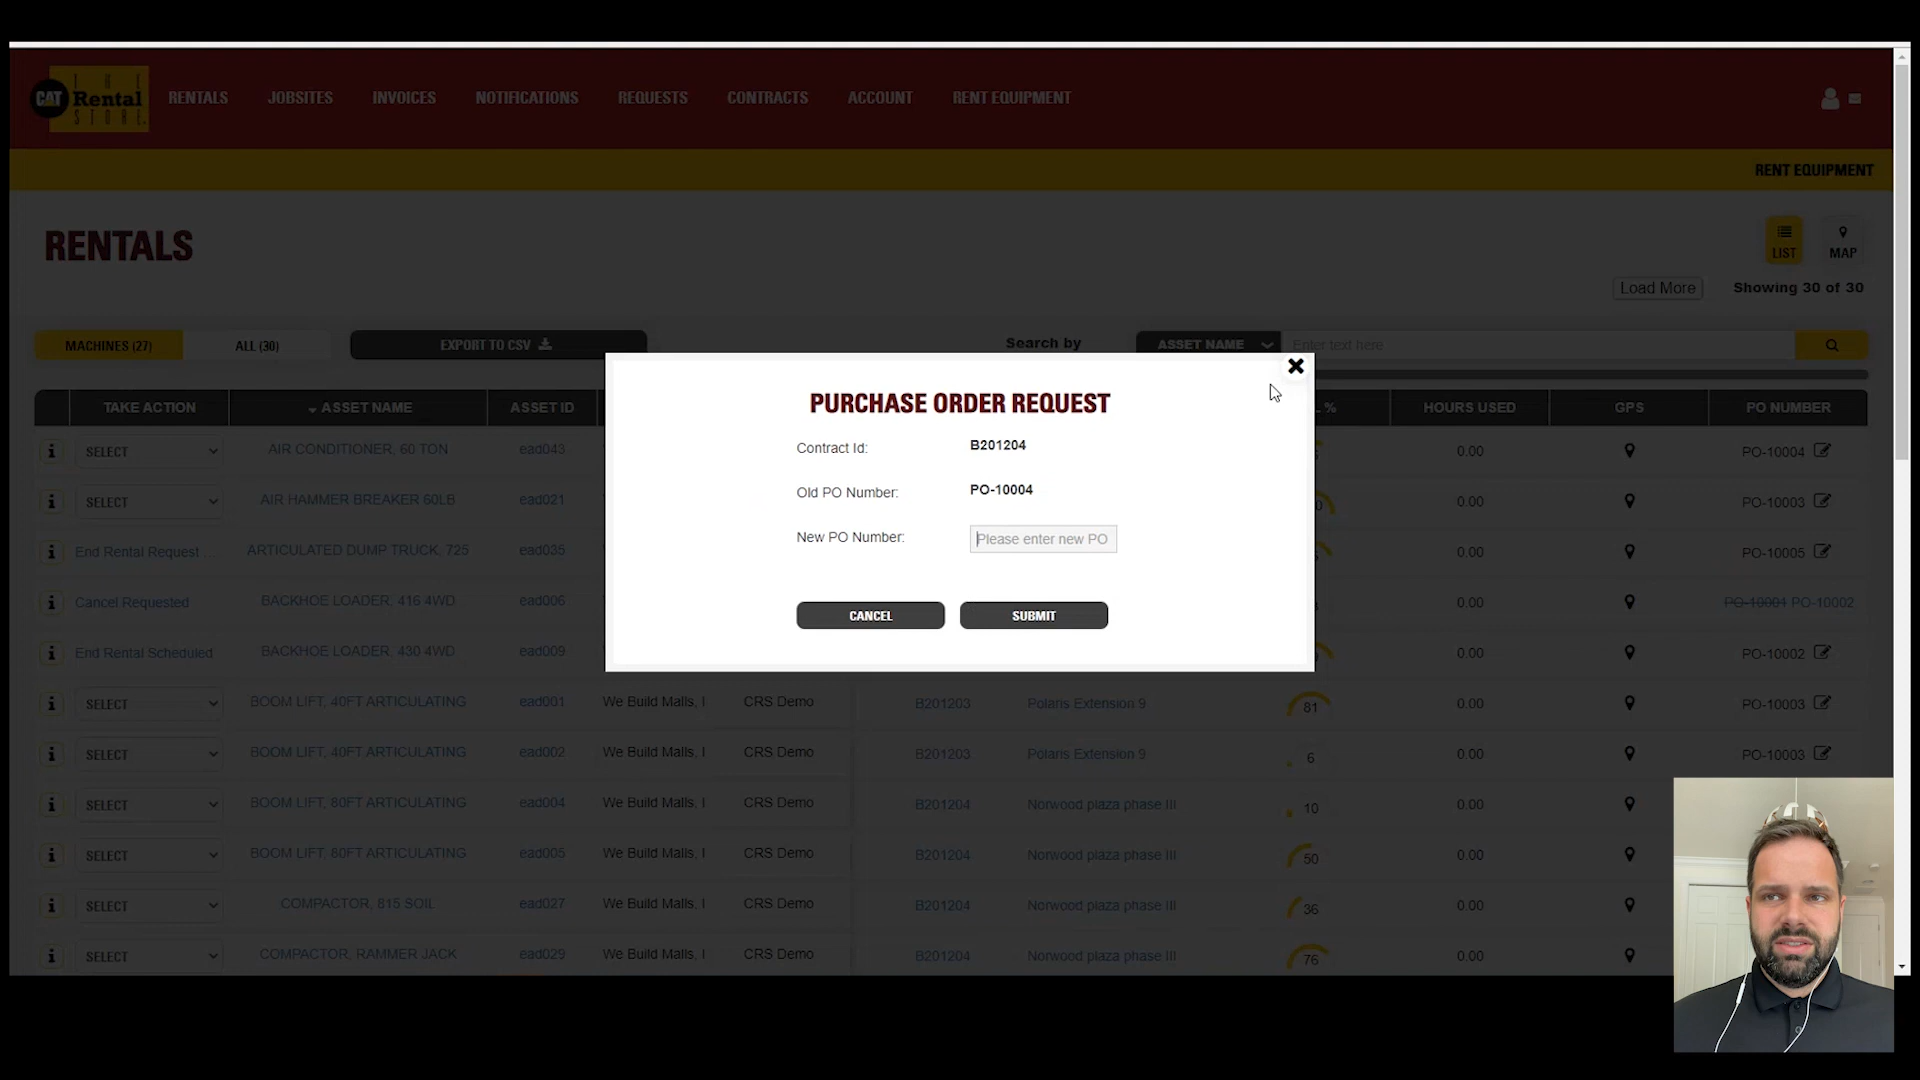 THE
CAT Rental
STORE.
RENTALS JOBSITES INVOICES NOTIFICATIONS REQUESTS CONTRACTS ACCOUNT RENT EQUIPMENT
RENT EQUIPMENT
RENTALS
LIST MAP
Load More Showing 30 of 30
MACHINES (27) ALL (30) EXPORT TO CSV Search by ASSET NAME Enter text here
PURCHASE ORDER REQUEST
Contract Id: B201204
Old PO Number: PO-10004
New PO Number: Please enter new PO
CANCEL SUBMIT
TAKE ACTION ASSET NAME ASSET ID % HOURS USED GPS PO NUMBER
SELECT AIR CONDITIONER, 60 TON ead043 0.00 PO-10004
SELECT AIR HAMMER BREAKER 60LB ead021 0.00 PO-10003
End Rental Request ... ARTICULATED DUMP TRUCK, 725 ead035 0.00 PO-10005
Cancel Requested BACKHOE LOADER, 416 4WD ead006 0.00 PO-10001 PO-10002
End Rental Scheduled BACKHOE LOADER, 430 4WD ead009 0.00 PO-10002
SELECT BOOM LIFT, 40FT ARTICULATING ead001 We Build Malls, I CRS Demo B201203 Polaris Extension 9 81 0.00 PO-10003
SELECT BOOM LIFT, 40FT ARTICULATING ead002 We Build Malls, I CRS Demo B201203 Polaris Extension 9 6 0.00 PO-10003
SELECT BOOM LIFT, 80FT ARTICULATING ead004 We Build Malls, I CRS Demo B201204 Norwood plaza phase III 10 0.00
SELECT BOOM LIFT, 80FT ARTICULATING ead005 We Build Malls, I CRS Demo B201204 Norwood plaza phase III 50 0.00
SELECT COMPACTOR, 815 SOIL ead027 We Build Malls, I CRS Demo B201204 Norwood plaza phase III 36 0.00
SELECT COMPACTOR, RAMMER JACK ead029 We Build Malls, I CRS Demo B201204 Norwood plaza phase III 76 0.00